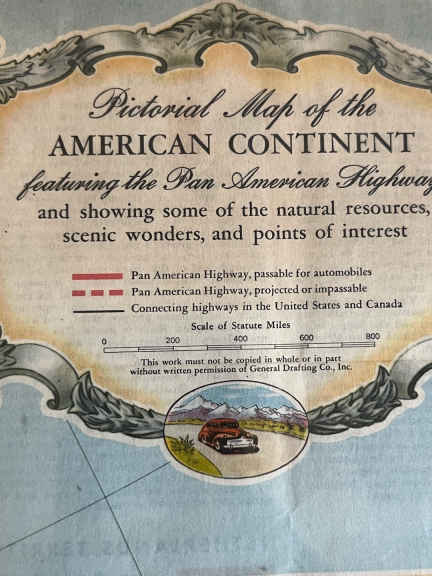 Pictorial Map of the
AMERICAN CONTINENT
featuring the Pan American Highway
and showing some of the natural resources,
scenic wonders, and points of interest
Pan American Highway, passable for automobiles
Pan American Highway, projected or impassable
Connecting highways in the United States and Canada
Scale of Statute Miles
0 200 400 600 800
This work must not be copied in whole or in part
without written permission of General Drafting Co., Inc.